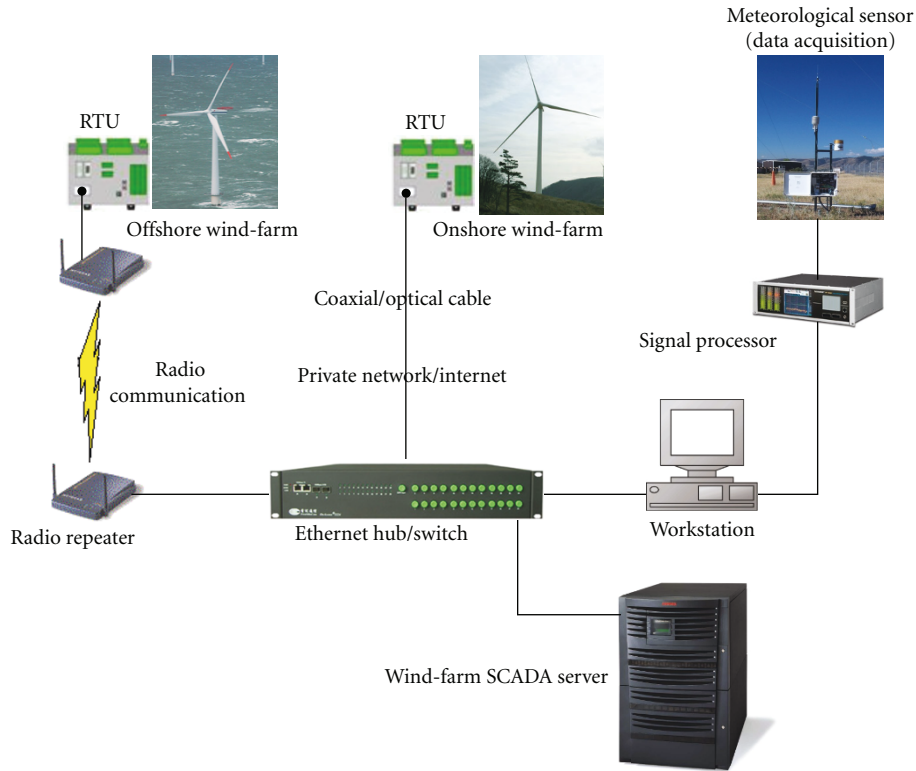 Meteorological sensor
(data acquisition)
RTU
RTU
Offshore wind-farm
Onshore wind-farm
Coaxial/optical cable
Signal processor
Radio
communication
Private network/internet
Radio repeater
Ethernet hub/switch
Workstation
Wind-farm SCADA server